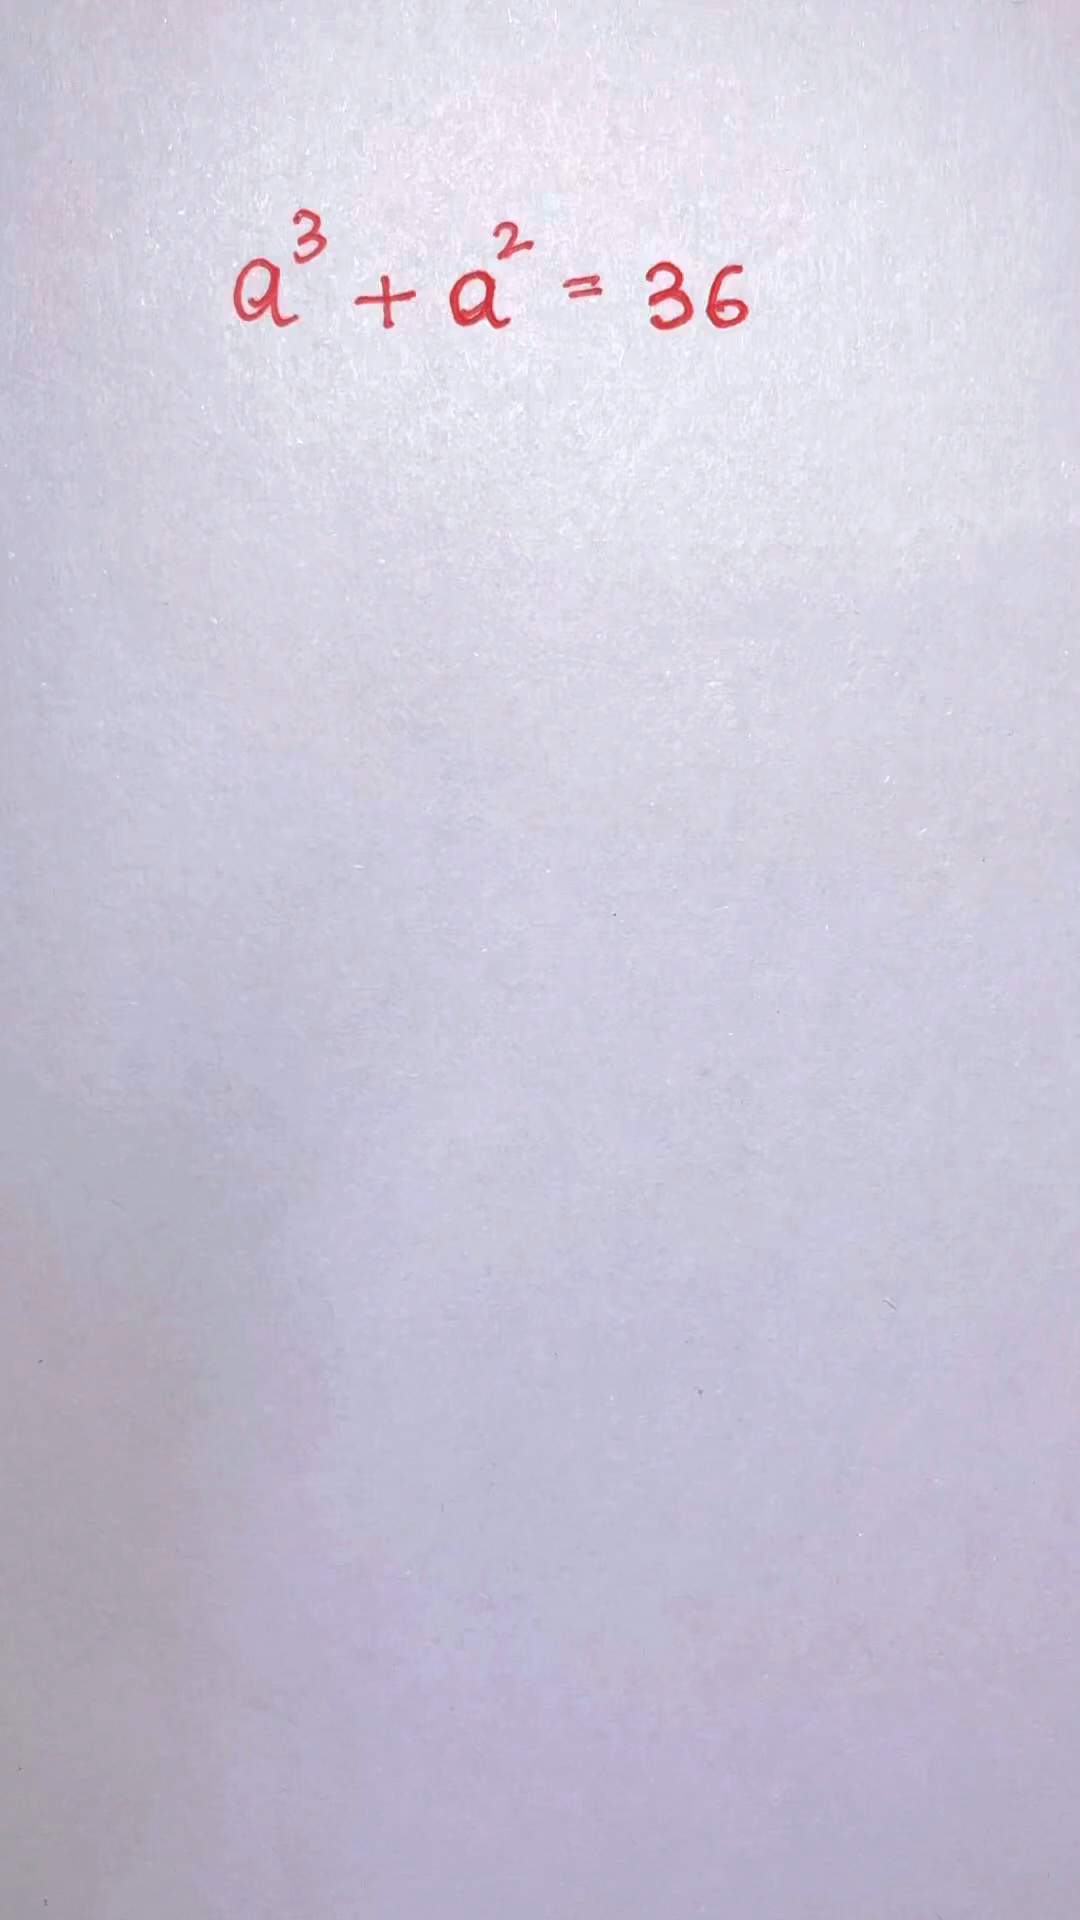 a³ + a² = 36